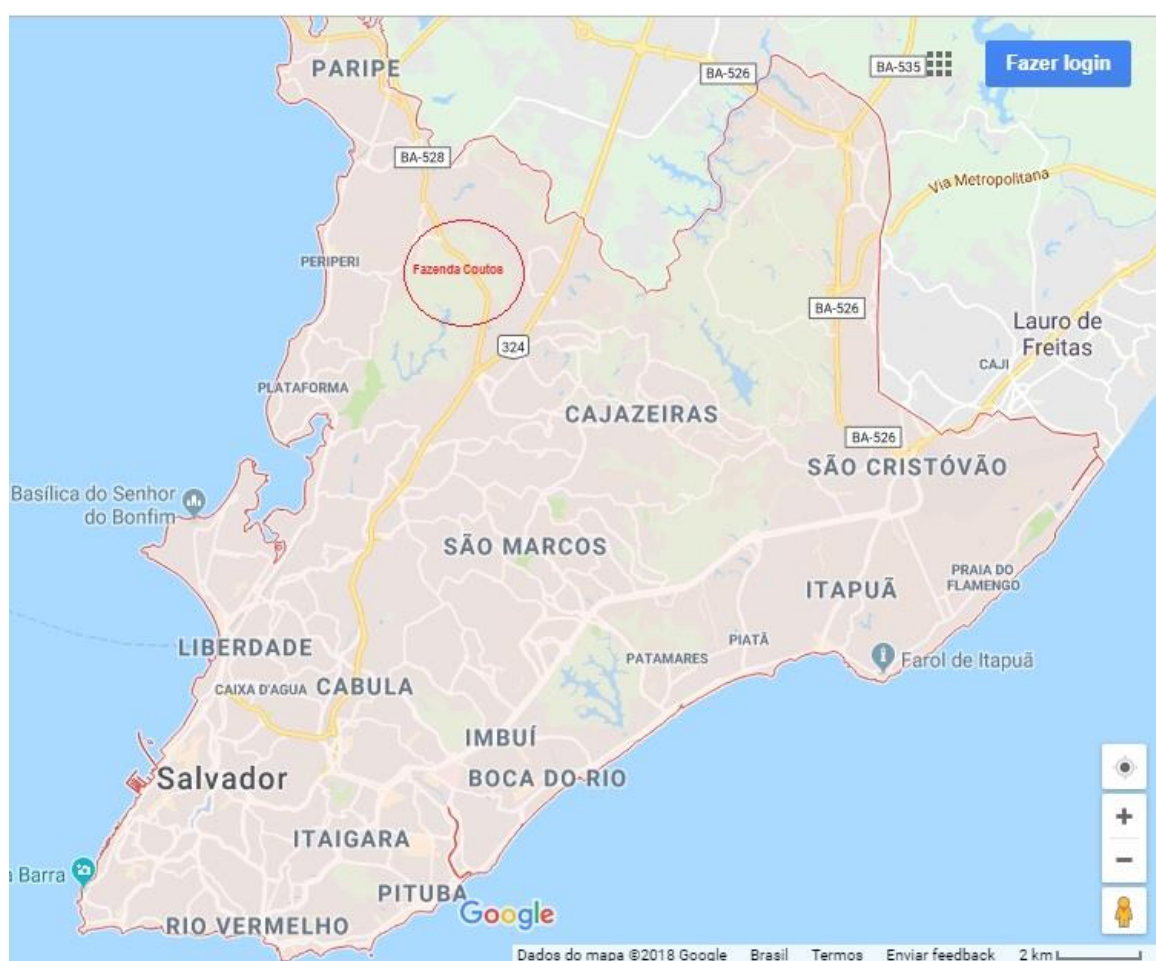 PARIPE
BA-526
BA-535
Fazer login
BA-528
Via Metropolitana
PERIPERI
Fazenda Coutos
BA-526
Lauro de
Freitas
324
CAJI
PLATAFORMA
CAJAZEIRAS
BA-526
SÃO CRISTÓVÃO
Basílica do Senhor
do Bonfim
SÃO MARCOS
PRAIA DO
FLAMENGO
ITAPUÃ
LIBERDADE
PIATÃ
PATAMARES
Farol de Itapuã
CAIXA D'AGUA
CABULA
IMBUÍ
Salvador
BOCA DO RIO
ITAIGARA
a Barra
PITUBA
Google
RIO VERMELHO
Dados do mapa ©2018 Google Brasil Termos Enviar feedback 2 km